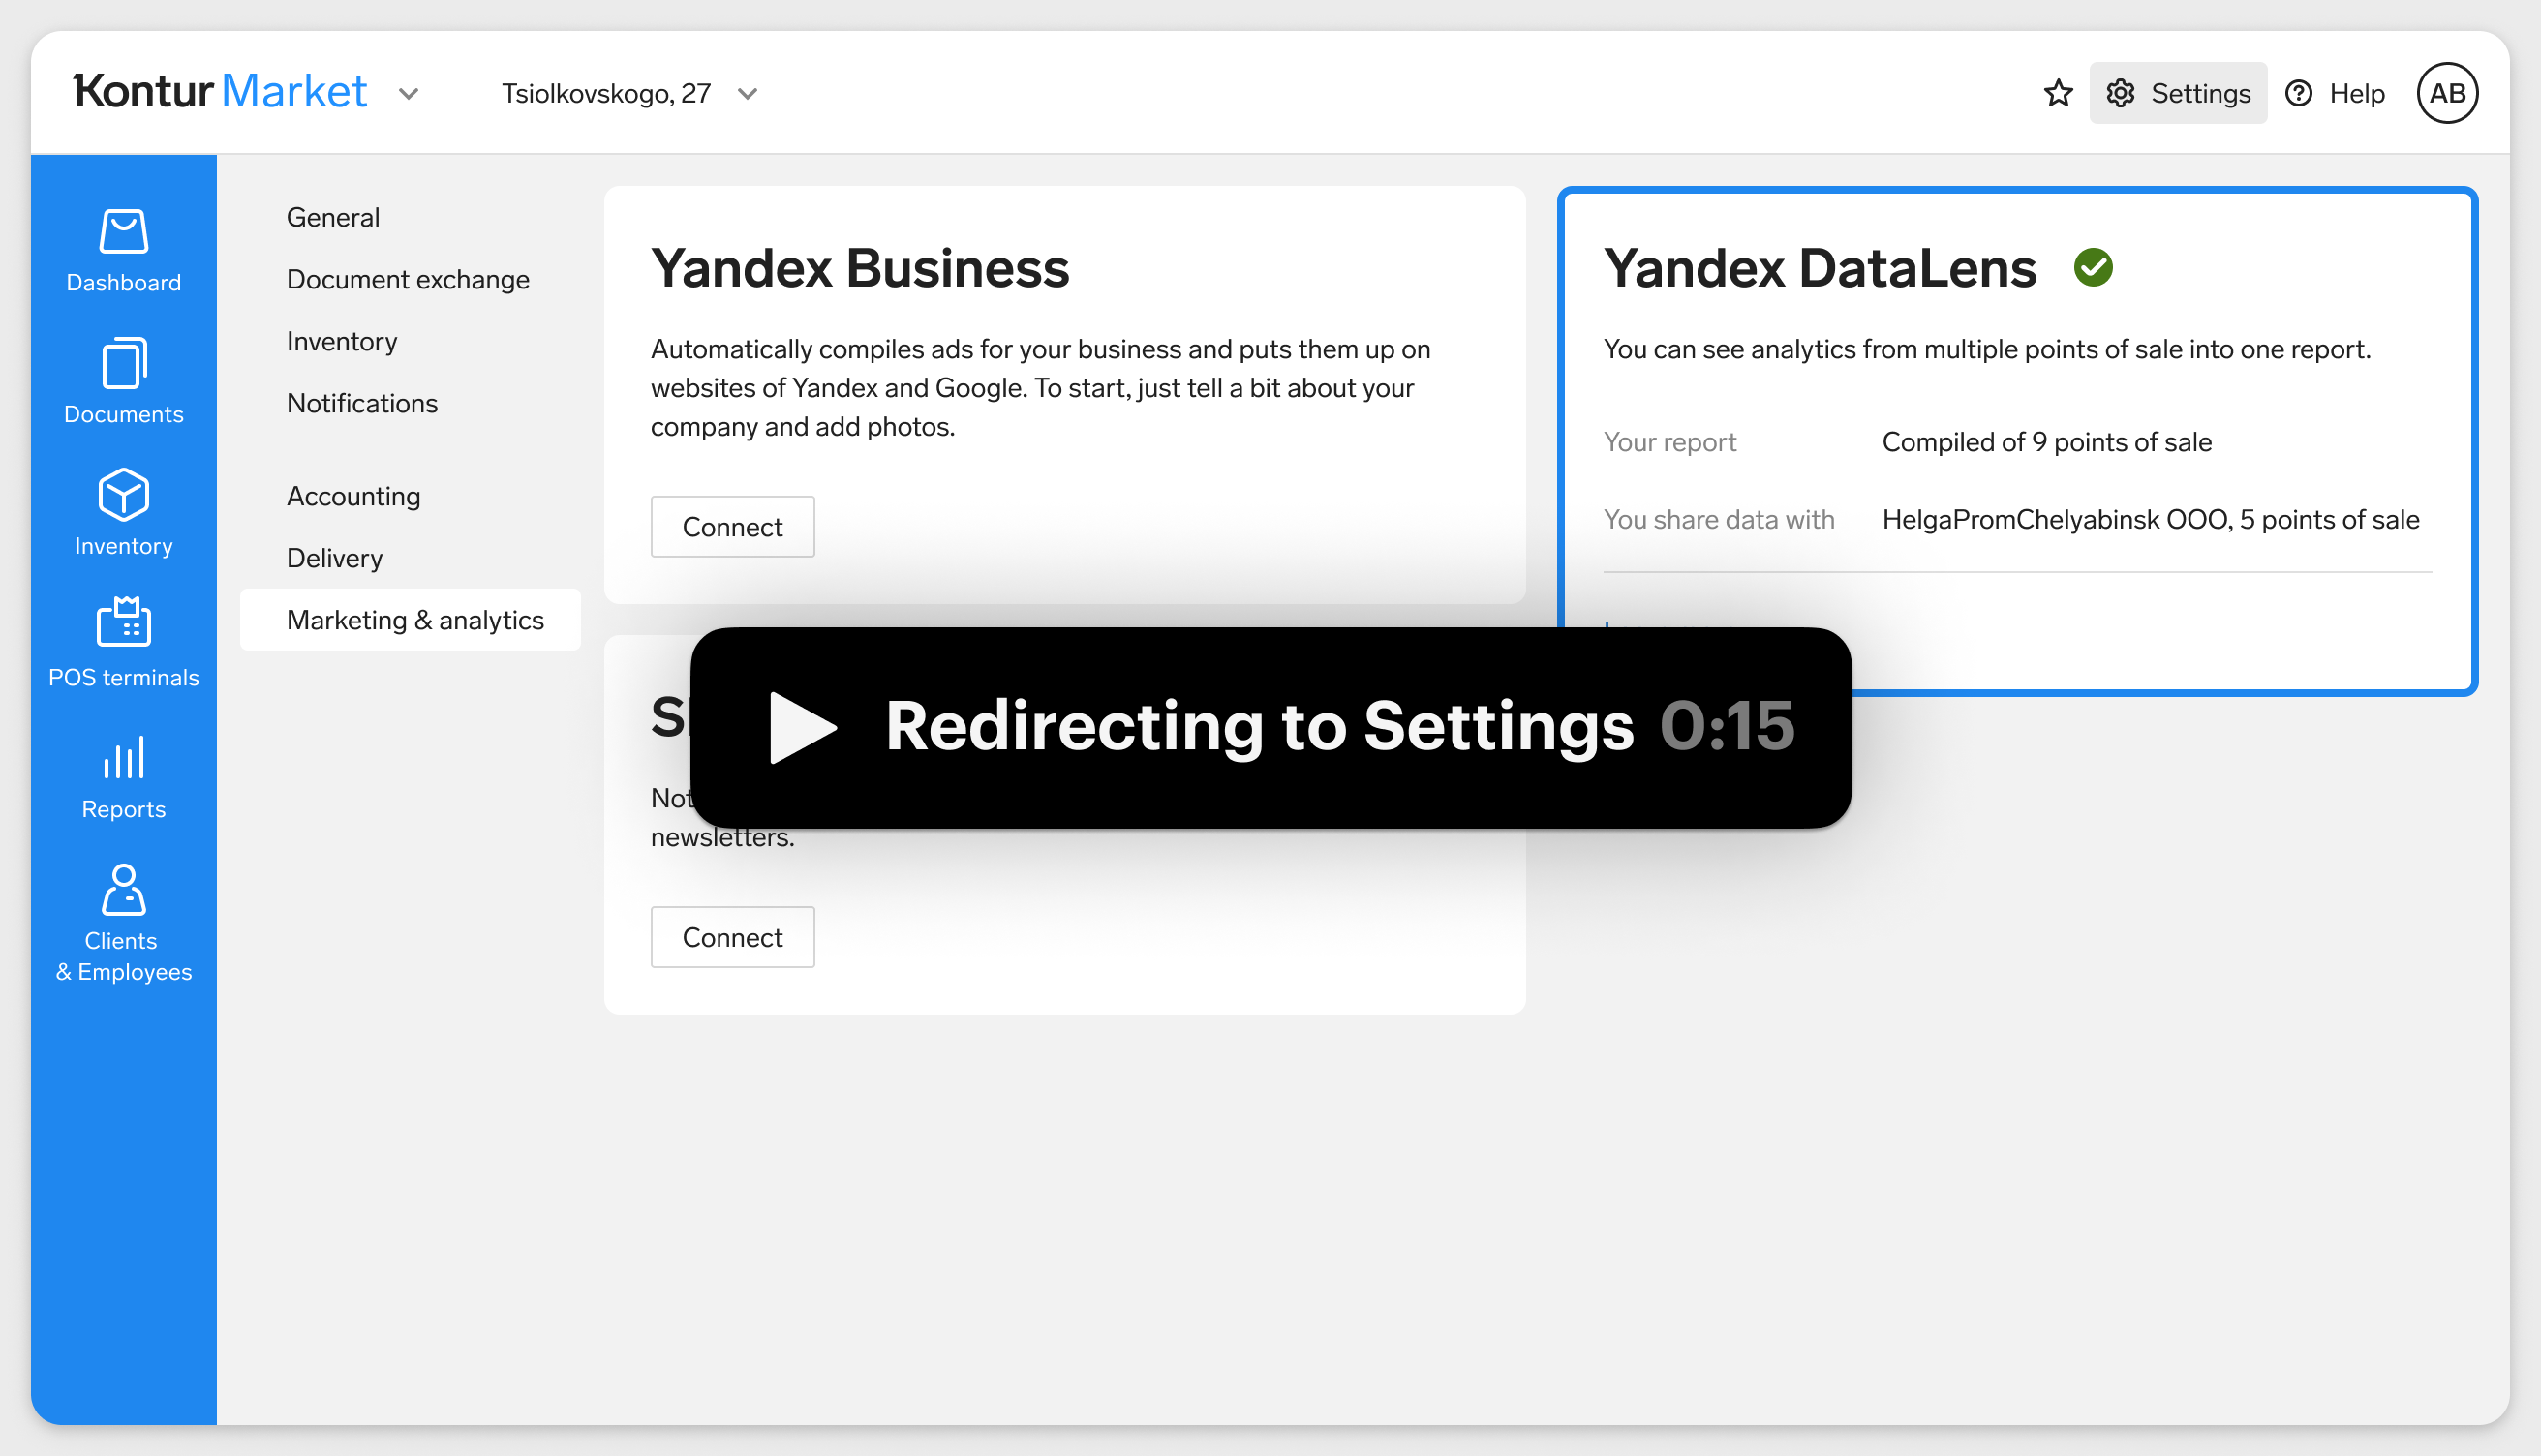 Kontur Market
Tsiolkovskogo, 27
Settings
Help
AB
Dashboard
Documents
Inventory
POS terminals
Reports
Clients
& Employees
General
Document exchange
Inventory
Notifications
Accounting
Delivery
Marketing & analytics
Yandex Business
Automatically compiles ads for your business and puts them up on
websites of Yandex and Google. To start, just tell a bit about your
company and add photos.
Connect
Yandex DataLens
You can see analytics from multiple points of sale into one report.
Your report
Compiled of 9 points of sale
You share data with
HelgaPromChelyabinsk OOO, 5 points of sale
Redirecting to Settings 0:15
newsletters.
Connect